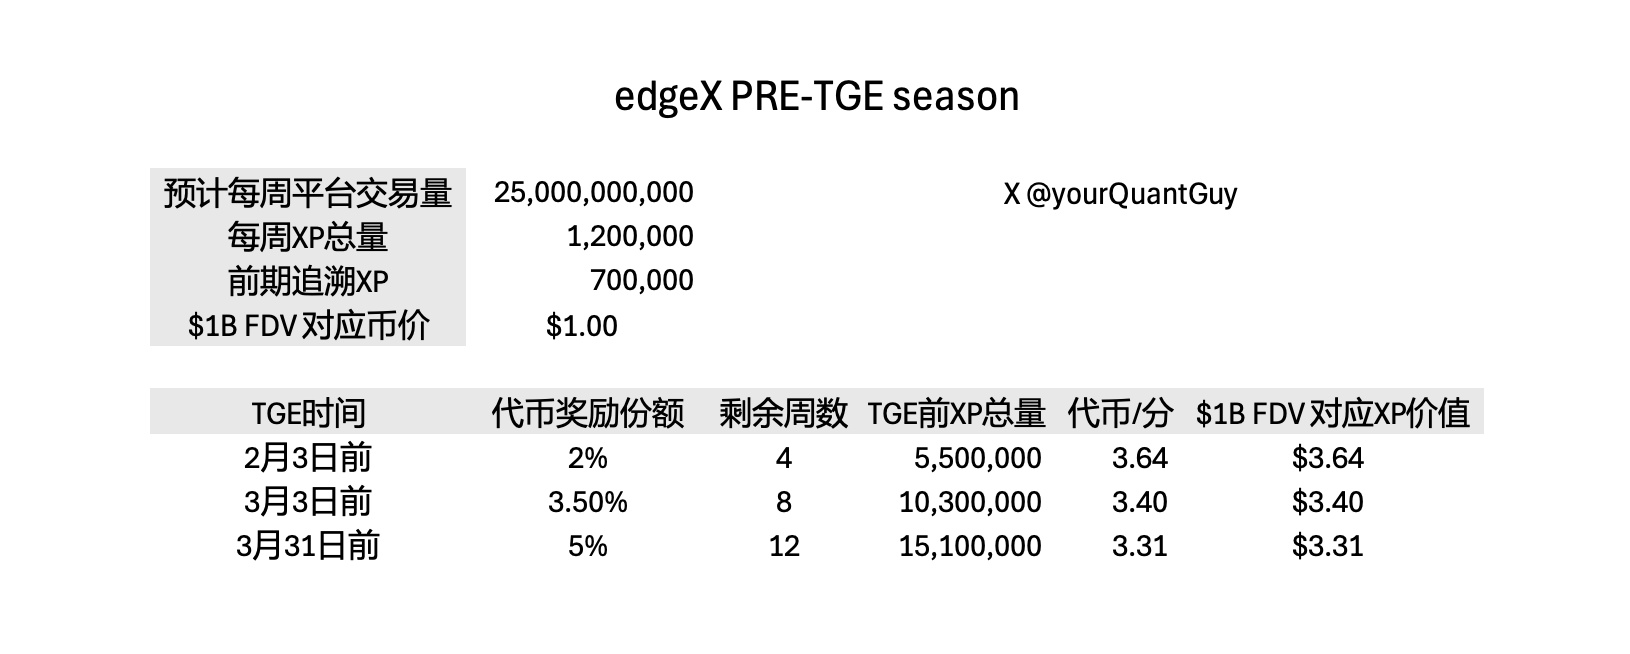 edgeX PRE-TGE season
预计每周平台交易量 25,000,000,000 X @yourQuantGuy
每周XP总量 1,200,000
前期追溯XP 700,000
$1B FDV 对应币价 $1.00
TGE时间 代币奖励份额 剩余周数 TGE前XP总量 代币/分 $1B FDV 对应XP价值
2月3日前 2% 4 5,500,000 3.64 $3.64
3月3日前 3.50% 8 10,300,000 3.40 $3.40
3月31日前 5% 12 15,100,000 3.31 $3.31